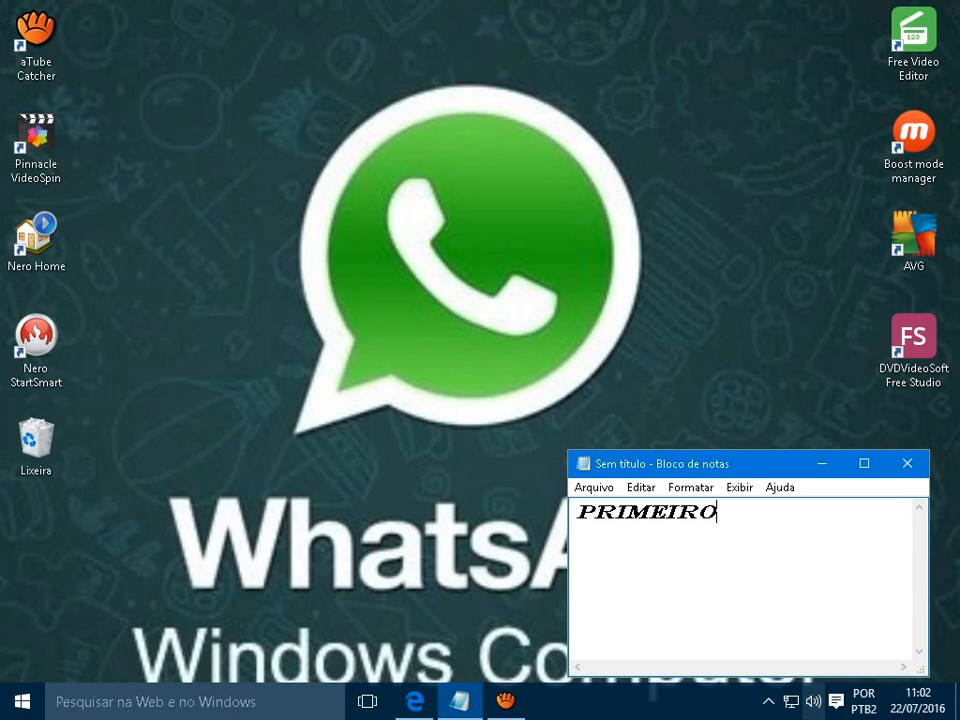 aTube
Catcher
Pinnacle
VideoSpin
Nero Home
Nero
StartSmart
Lixeira
Free Video
Editor
123
Boost mode
manager
AVG
FS
DVDVideoSoft
Free Studio
WhatsA
Windows Computer
Sem título - Bloco de notas
Arquivo Editar Formatar Exibir Ajuda
PRIMEIRO
Pesquisar na Web e no Windows
POR
PTB2
11:02
22/07/2016